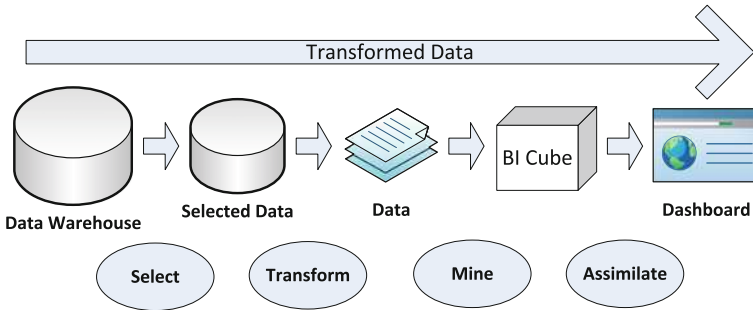 Transformed Data
BI Cube
Data Warehouse
Selected Data
Data
Dashboard
Select
Transform
Mine
Assimilate